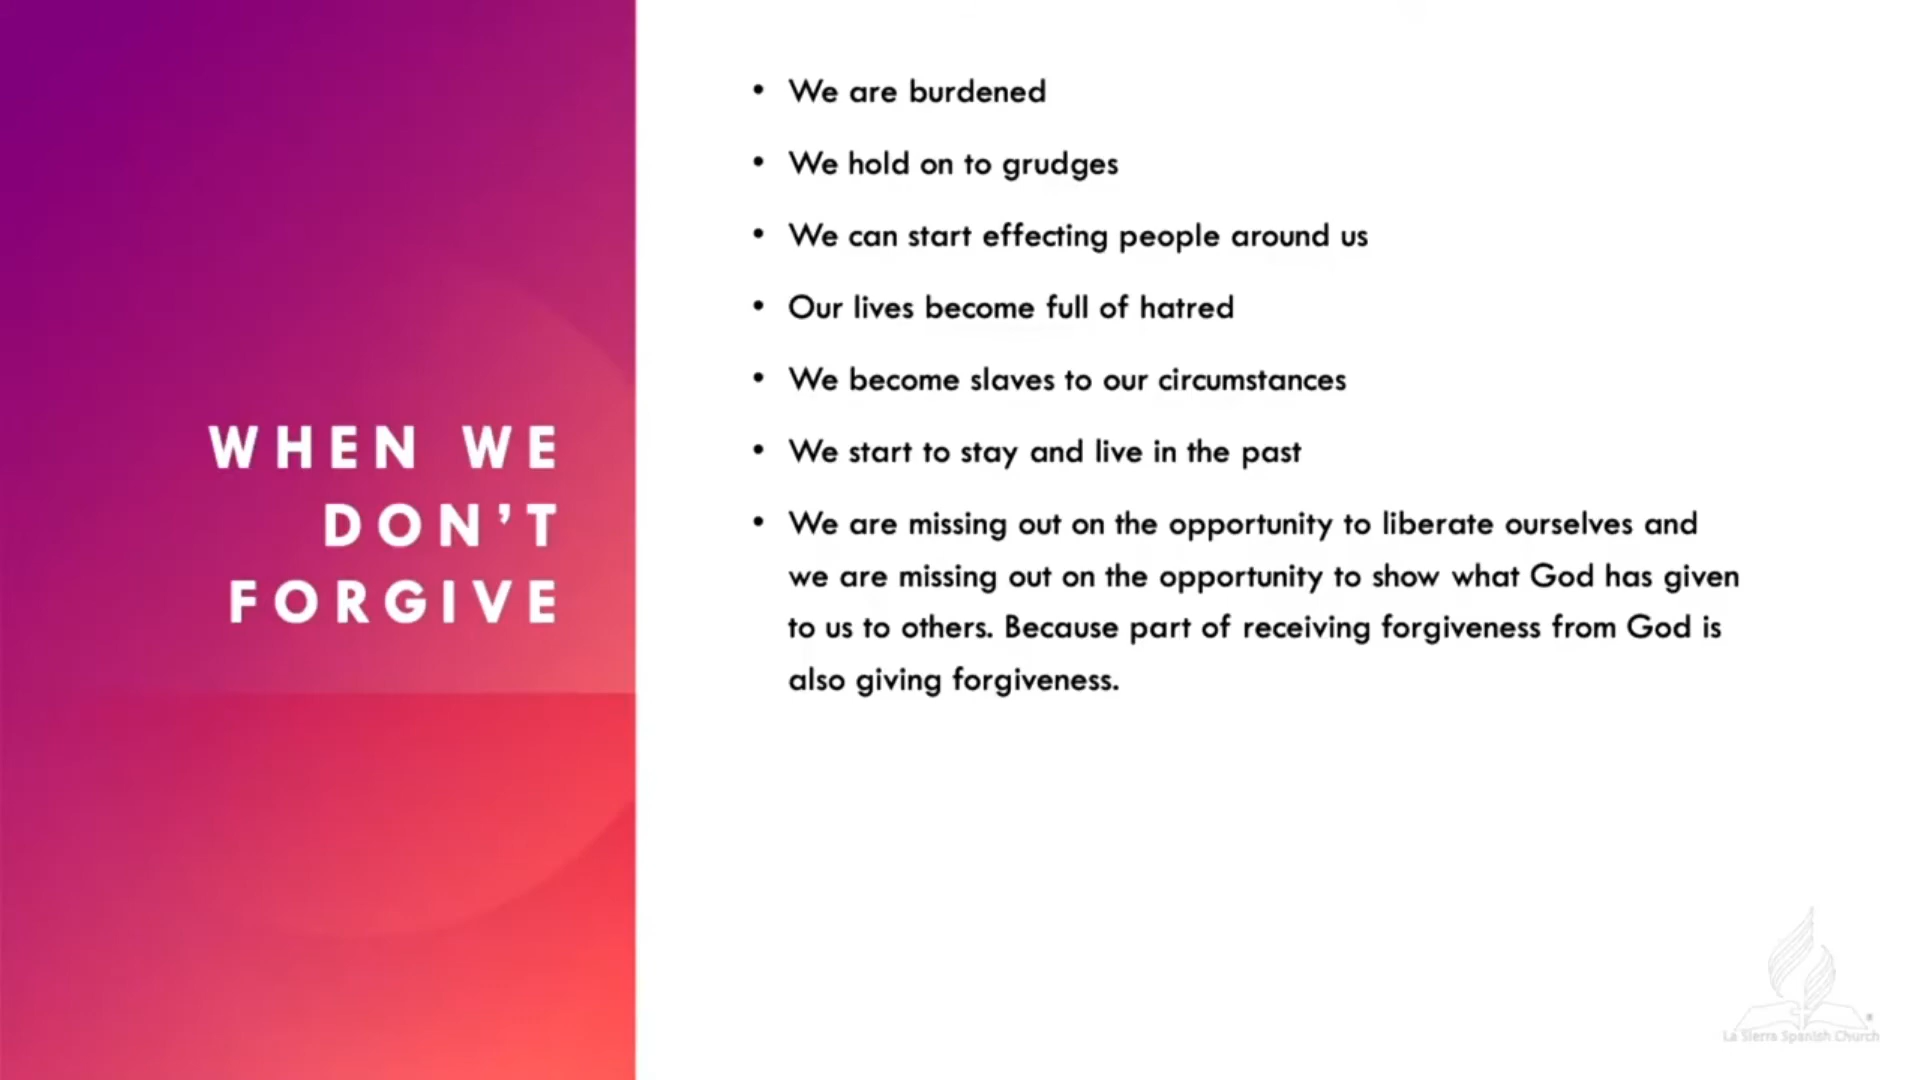 WHEN WE
DON'T
FORGIVE
• We are burdened
• We hold on to grudges
• We can start effecting people around us
• Our lives become full of hatred
• We become slaves to our circumstances
• We start to stay and live in the past
• We are missing out on the opportunity to liberate ourselves and
we are missing out on the opportunity to show what God has given
to us to others. Because part of receiving forgiveness from God is
also giving forgiveness.
La Sierra Spanish Church